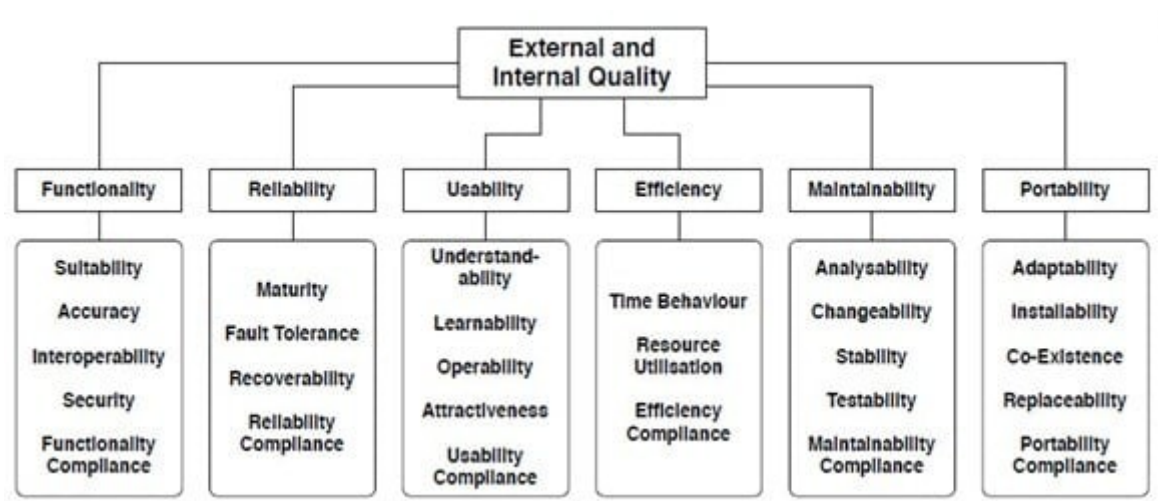 External and
Internal Quality
Functionality
Reliability
Usability
Efficiency
Maintainability
Portability
Suitability
Accuracy
Interoperability
Security
Functionality
Compliance
Maturity
Fault Tolerance
Recoverability
Reliability
Compliance
Understand-
ability
Learnability
Operability
Attractiveness
Usability
Compliance
Time Behaviour
Resource
Utilisation
Efficiency
Compliance
Analysability
Changeability
Stability
Testability
Maintainability
Compliance
Adaptability
Installability
Co-Existence
Replaceability
Portability
Compliance